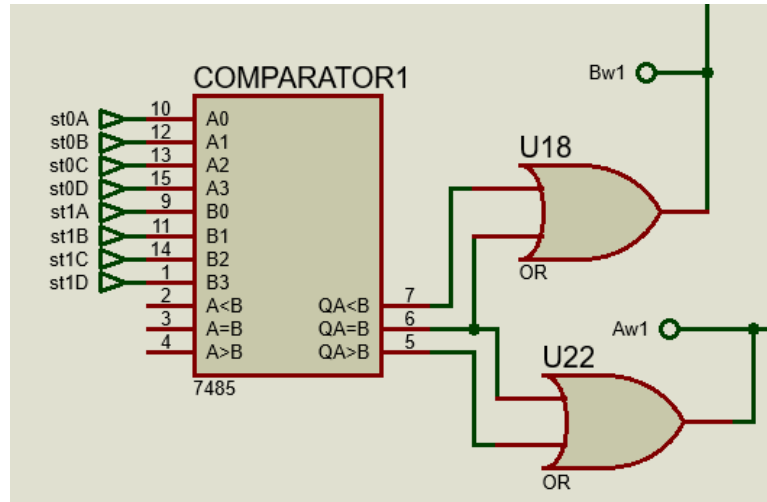 Bw1
COMPARATOR1
st0A 10 A0
st0B 12 A1
st0C 13 A2
st0D 15 A3
st1A 9 B0
st1B 11 B1
st1C 14 B2
st1D 1 B3
2 A<B QA<B 7
3 A=B QA=B 6
4 A>B QA>B 5
7485
U18
OR
Aw1
U22
OR